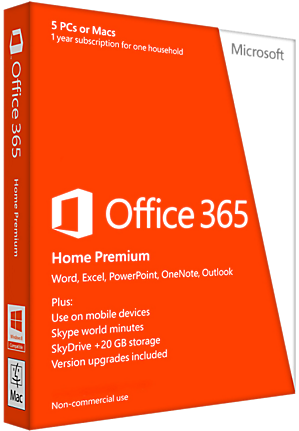 5 PCs or Macs
1 year subscription for one household
Microsoft
Office 365
Home Premium
Word, Excel, PowerPoint, OneNote, Outlook
Plus:
Use on mobile devices
Skype world minutes
SkyDrive +20 GB storage
Version upgrades included
Non-commercial use
Office 365
Home Premium
Windows
Mac